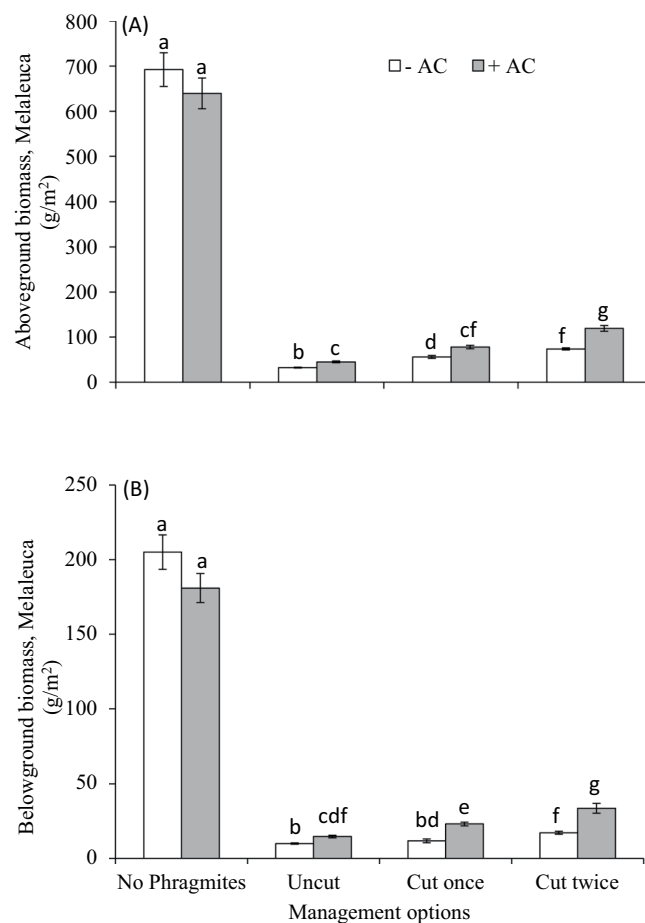 800
(A)
a
a
- AC
+ AC
700
600
500
400
300
200
100
0
b
c
d
cf
f
g
Aboveground biomass, Melaleuca
(g/m²)
250
(B)
a
a
200
150
100
50
0
b
cdf
bd
e
f
g
Belowground biomass, Melaleuca
(g/m²)
No Phragmites
Uncut
Cut once
Cut twice
Management options